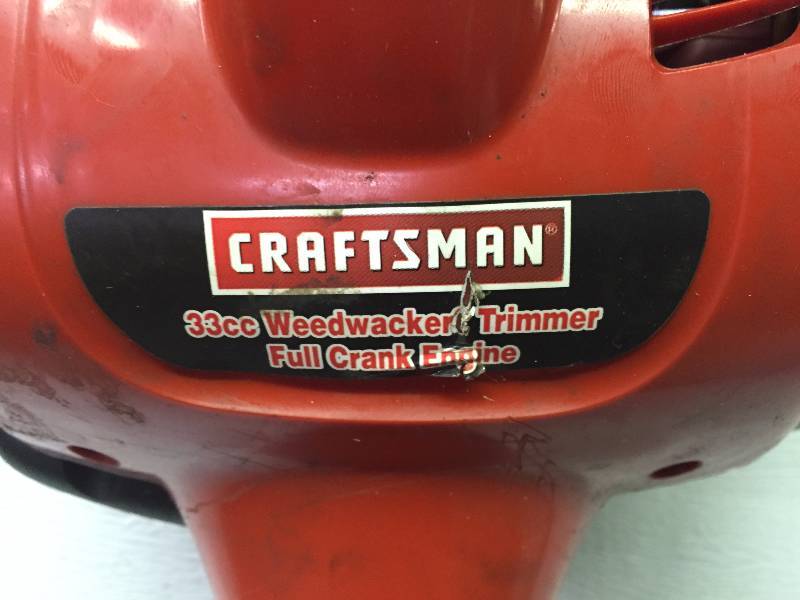 CRAFTSMAN®
33cc Weedwacker® Trimmer
Full Crank Engine